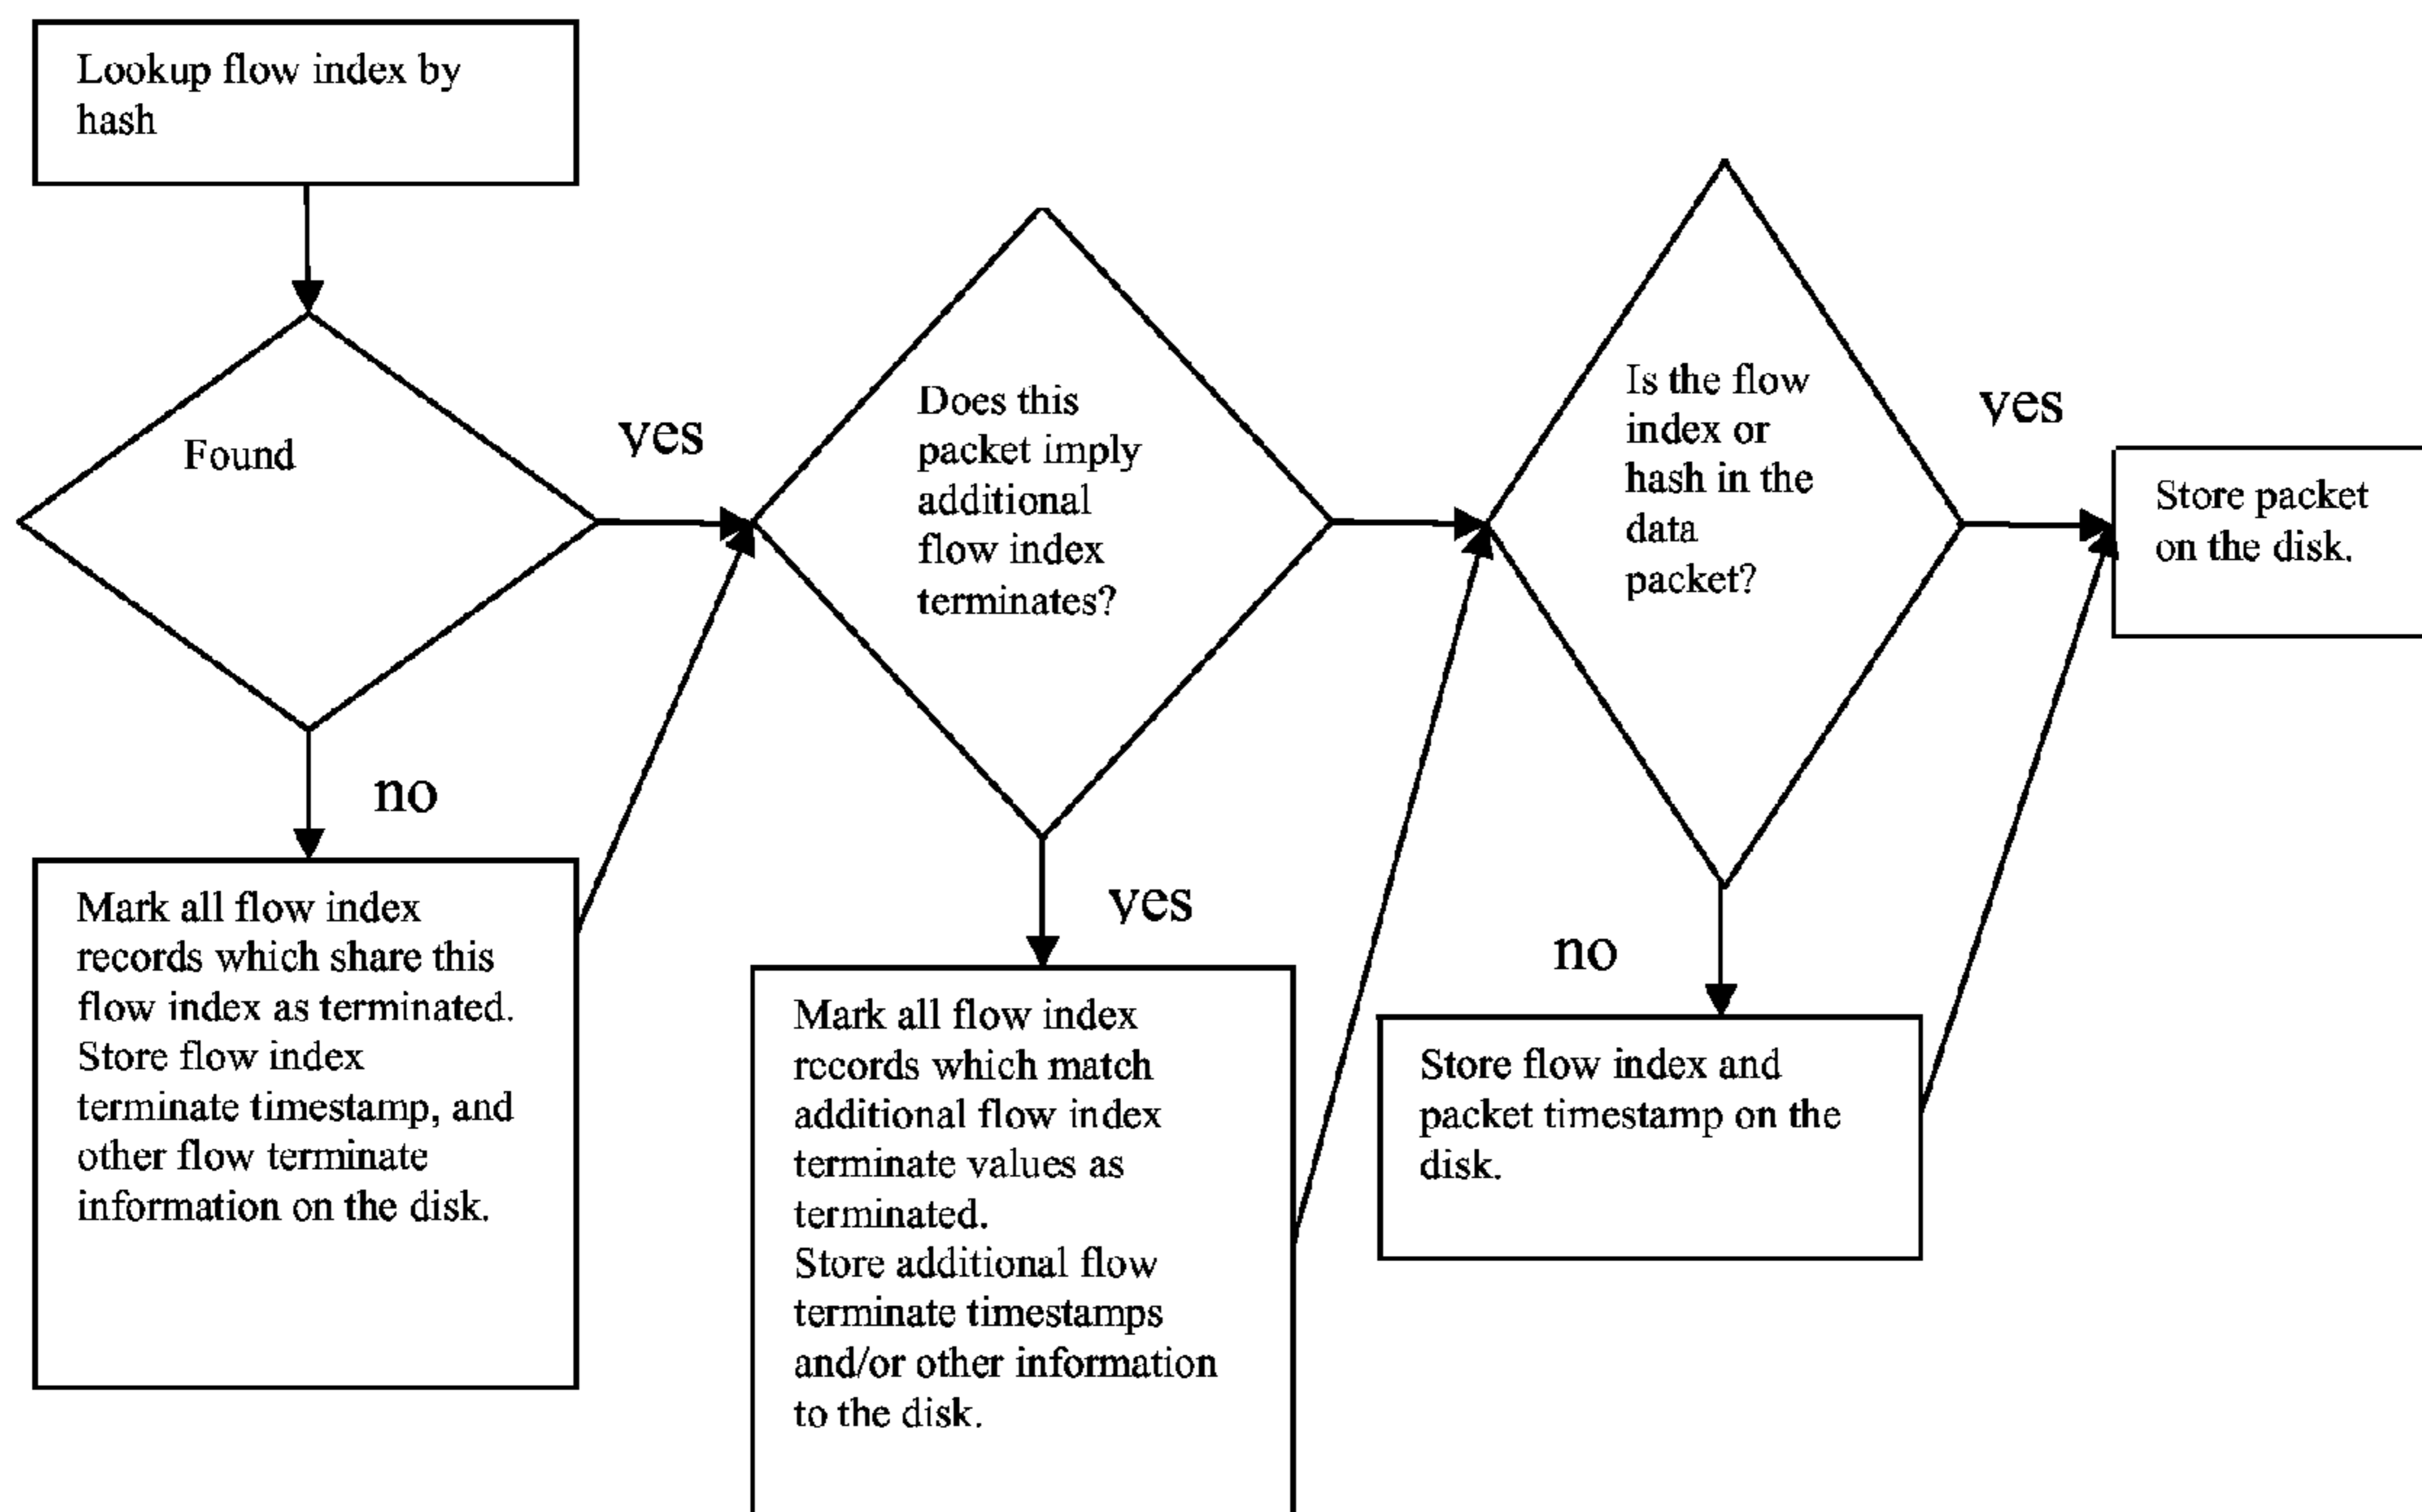 Lookup flow index by
hash
Found
yes
no
Mark all flow index
records which share this
flow index as terminated.
Store flow index
terminate timestamp, and
other flow terminate
information on the disk.
Does this
packet imply
additional
flow index
terminates?
yes
Mark all flow index
records which match
additional flow index
terminate values as
terminated.
Store additional flow
terminate timestamps
and/or other information
to the disk.
Is the flow
index or
hash in the
data
packet?
yes
no
Store flow index and
packet timestamp on the
disk.
Store packet
on the disk.